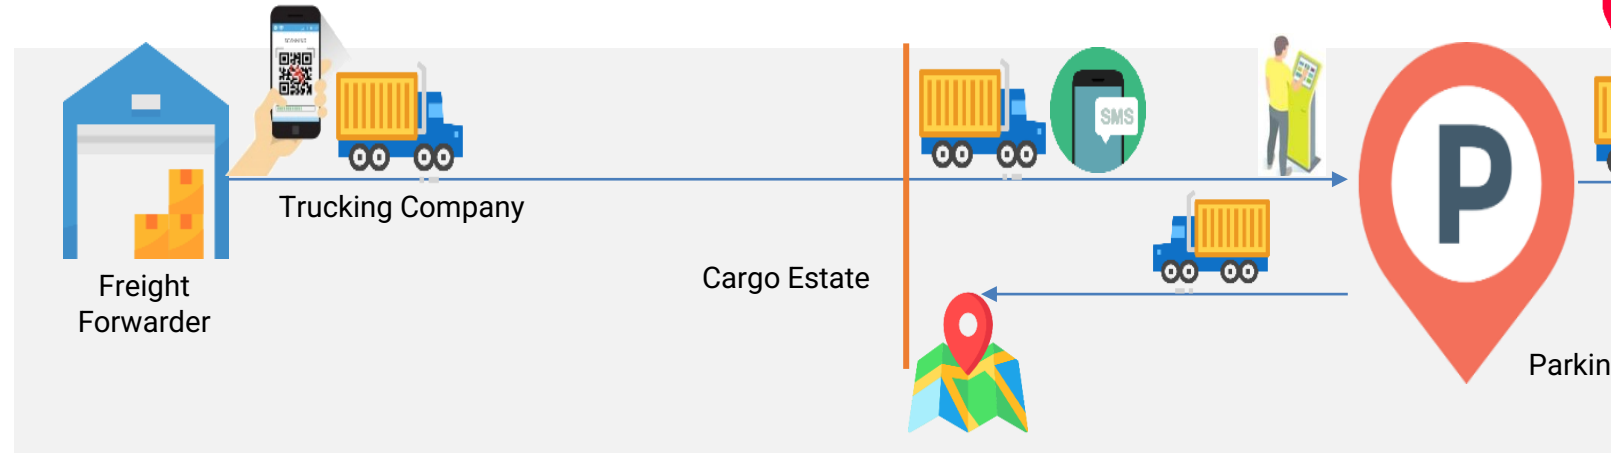 Trucking Company
Freight
Forwarder
Cargo Estate
SMS
P
Parkin